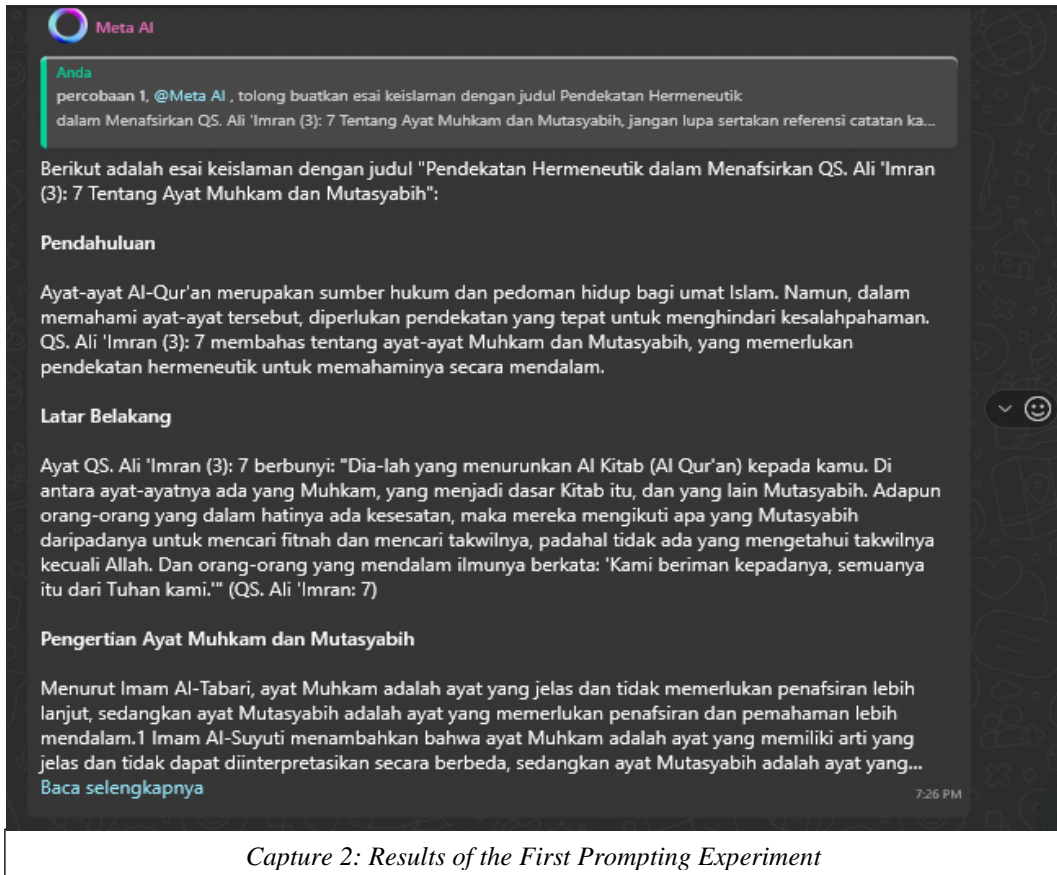 Meta AI
Anda
percobaan 1, @Meta AI , tolong buatkan esai keislaman dengan judul Pendekatan Hermeneutik
dalam Menafsirkan QS. Ali 'Imran (3): 7 Tentang Ayat Muhkam dan Mutasyabih, jangan lupa sertakan referensi catatan ka...
Berikut adalah esai keislaman dengan judul "Pendekatan Hermeneutik dalam Menafsirkan QS. Ali 'Imran
(3): 7 Tentang Ayat Muhkam dan Mutasyabih":
Pendahuluan
Ayat-ayat Al-Qur'an merupakan sumber hukum dan pedoman hidup bagi umat Islam. Namun, dalam
memahami ayat-ayat tersebut, diperlukan pendekatan yang tepat untuk menghindari kesalahpahaman.
QS. Ali 'Imran (3): 7 membahas tentang ayat-ayat Muhkam dan Mutasyabih, yang memerlukan
pendekatan hermeneutik untuk memahaminya secara mendalam.
Latar Belakang
Ayat QS. Ali 'Imran (3): 7 berbunyi: "Dia-lah yang menurunkan Al Kitab (Al Qur'an) kepada kamu. Di
antara ayat-ayatnya ada yang Muhkam, yang menjadi dasar Kitab itu, dan yang lain Mutasyabih. Adapun
orang-orang yang dalam hatinya ada kesesatan, maka mereka mengikuti apa yang Mutasyabih
daripadanya untuk mencari fitnah dan mencari takwilnya, padahal tidak ada yang mengetahui takwilnya
kecuali Allah. Dan orang-orang yang mendalam ilmunya berkata: 'Kami beriman kepadanya, semuanya
itu dari Tuhan kami.'" (QS. Ali 'Imran: 7)
Pengertian Ayat Muhkam dan Mutasyabih
Menurut Imam Al-Tabari, ayat Muhkam adalah ayat yang jelas dan tidak memerlukan penafsiran lebih
lanjut, sedangkan ayat Mutasyabih adalah ayat yang memerlukan penafsiran dan pemahaman lebih
mendalam.1 Imam Al-Suyuti menambahkan bahwa ayat Muhkam adalah ayat yang memiliki arti yang
jelas dan tidak dapat diinterpretasikan secara berbeda, sedangkan ayat Mutasyabih adalah ayat yang...
Baca selengkapnya
7:26 PM
Capture 2: Results of the First Prompting Experiment